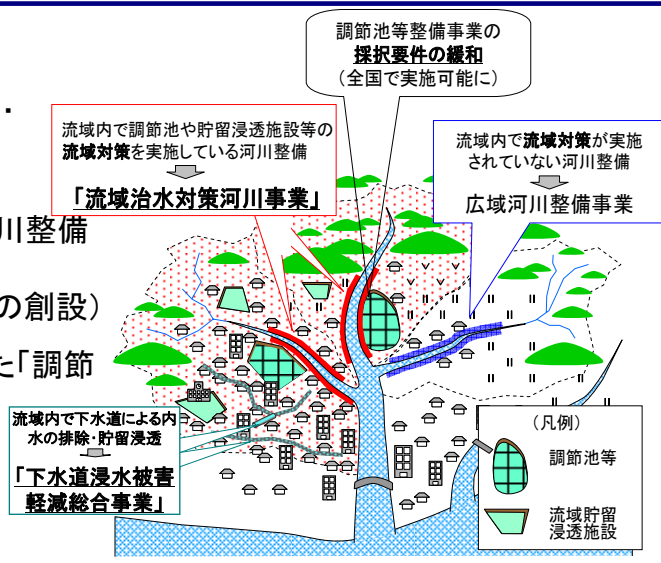 調節池等整備事業の
採択要件の緩和
(全国で実施可能に)
流域内で調節池や貯留浸透施設等の
流域対策を実施している河川整備
「流域治水対策河川事業」
流域内で流域対策が実施
されていない河川整備
広域河川整備事業
川整備
の創設)
た「調節
流域内で下水道による内
水の排除・貯留浸透
「下水道浸水被害
軽減総合事業」
(凡例)
調節池等
流域貯留
浸透施設